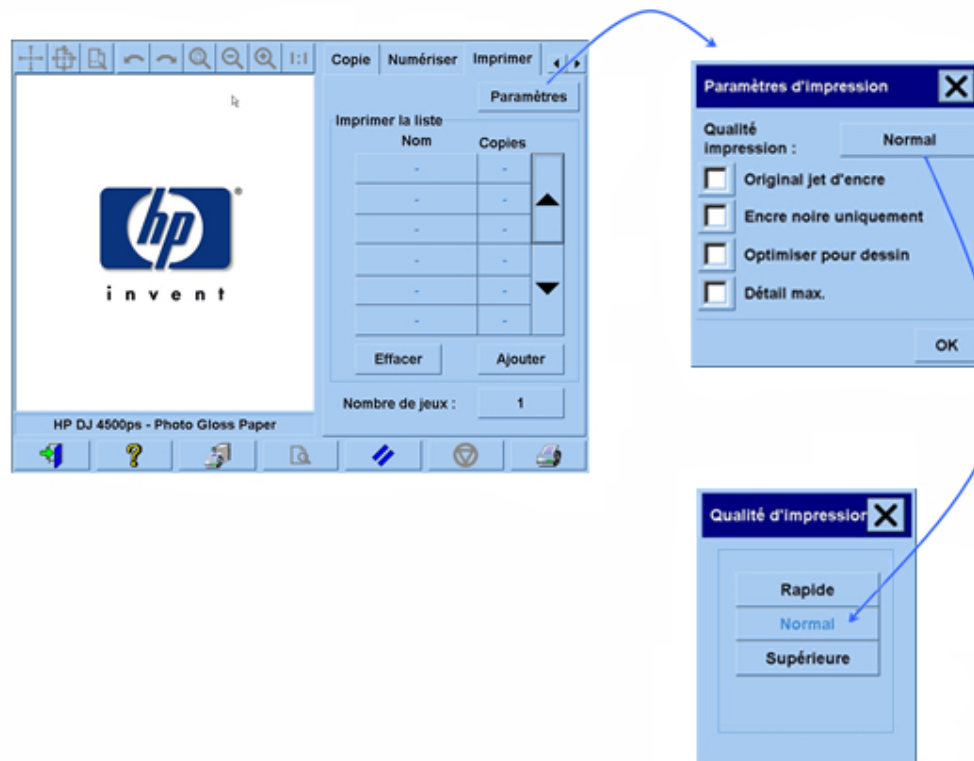 1:1
Copie Numériser Imprimer
Paramètres
Imprimer la liste
Nom Copies
- -
- -
- -
- -
- -
- -
Effacer Ajouter
Nombre de jeux : 1
hp
®
invent
HP DJ 4500ps - Photo Gloss Paper
?
Paramètres d'impression
Qualité
impression :
Normal
Original jet d'encre
Encre noire uniquement
Optimiser pour dessin
Détail max.
OK
Qualité d'impression
Rapide
Normal
Supérieure